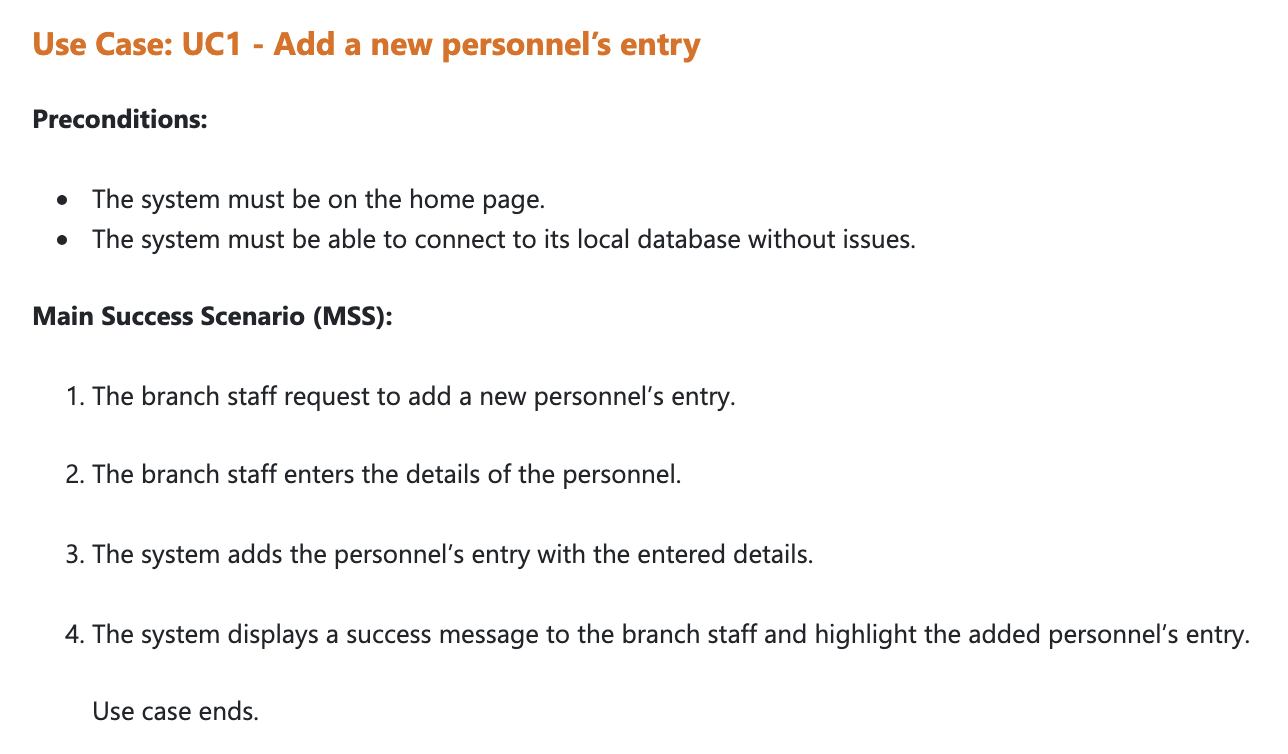 Use Case: UC1 - Add a new personnel’s entry
Preconditions:
• The system must be on the home page.
• The system must be able to connect to its local database without issues.
Main Success Scenario (MSS):
1. The branch staff request to add a new personnel’s entry.
2. The branch staff enters the details of the personnel.
3. The system adds the personnel’s entry with the entered details.
4. The system displays a success message to the branch staff and highlight the added personnel’s entry.
Use case ends.